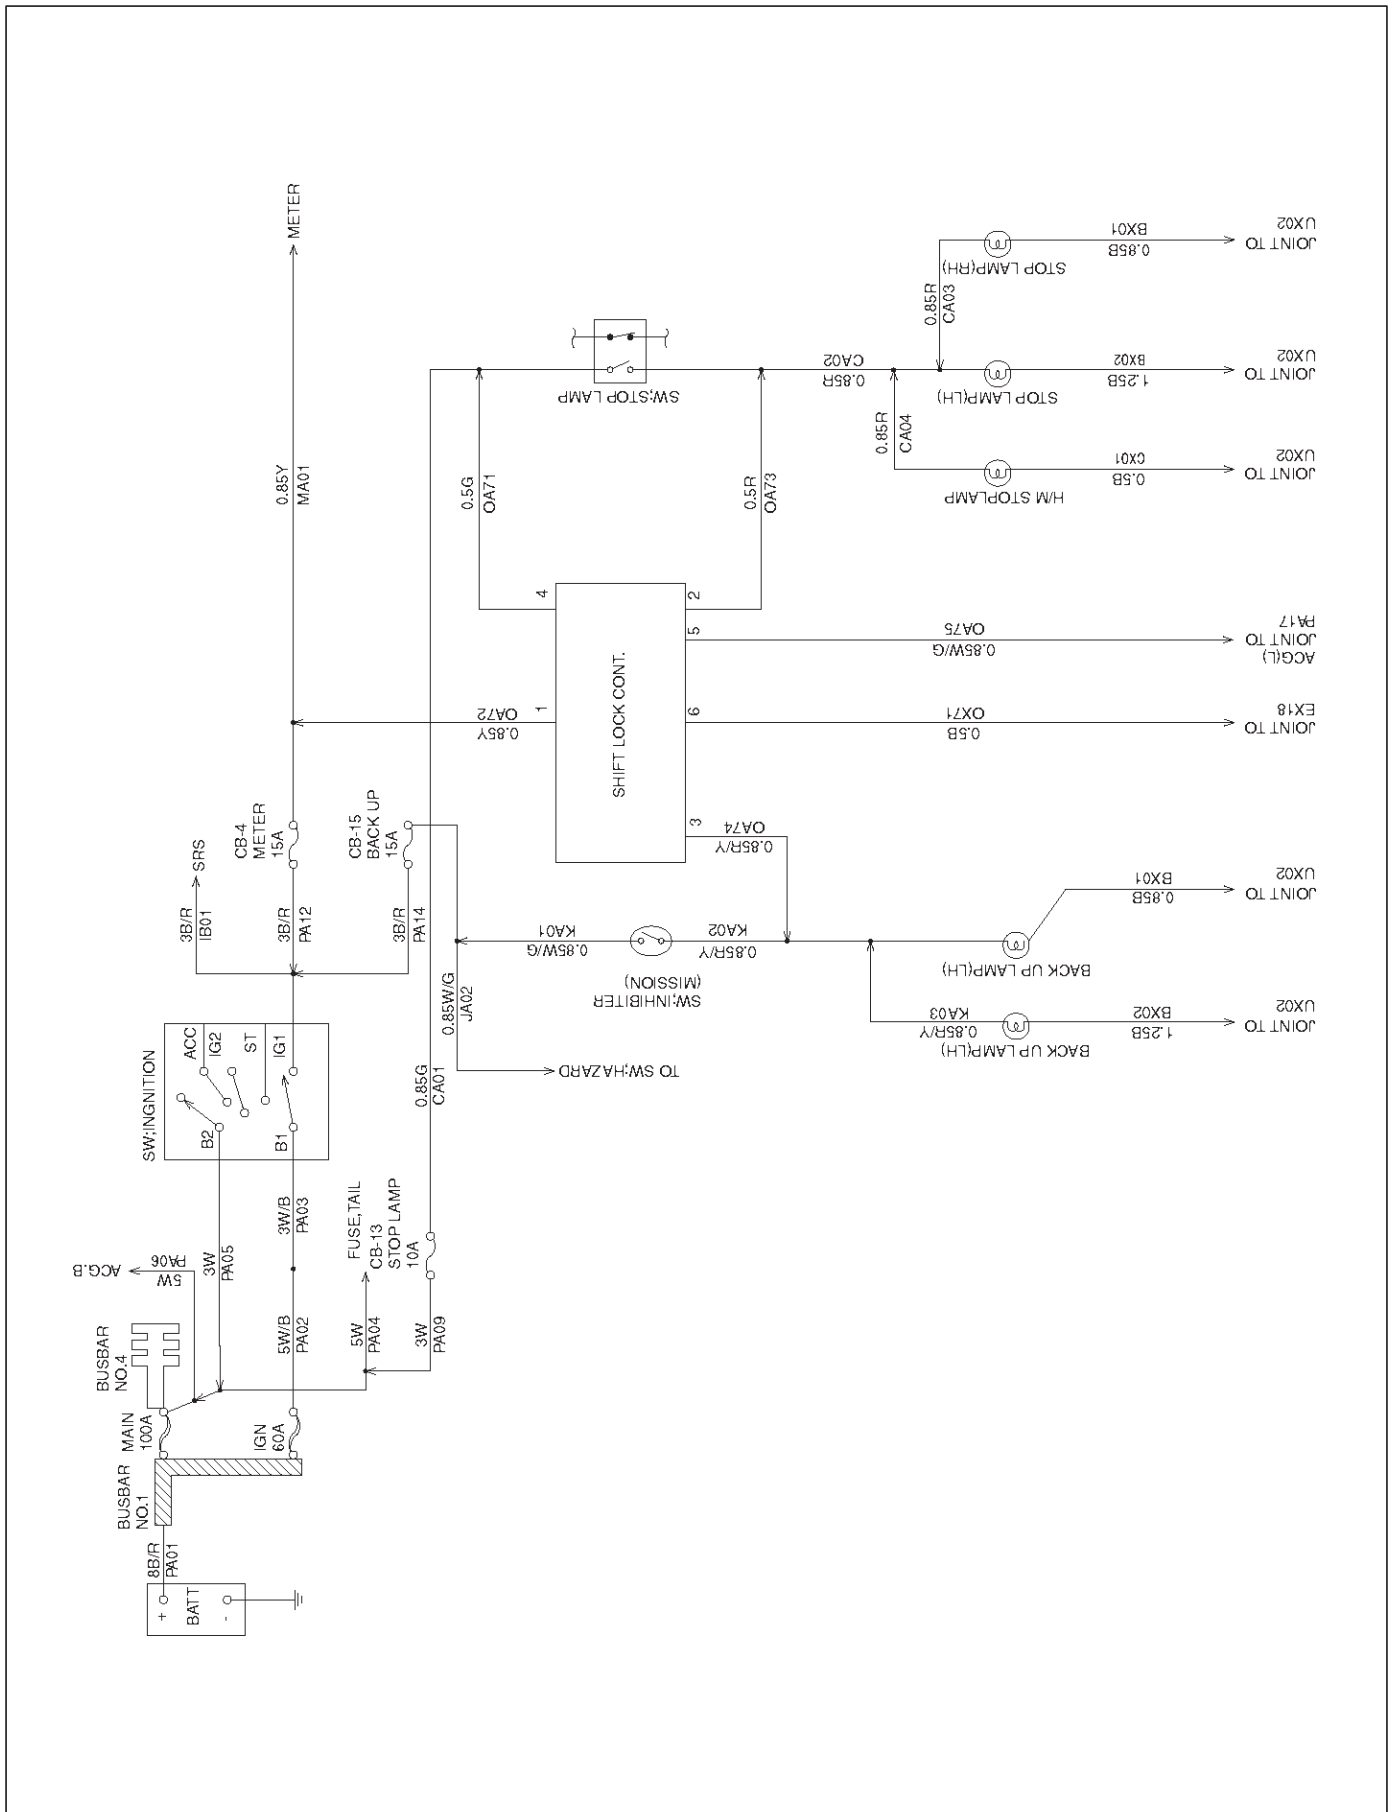 BATT
+
-
8B/R
PA01
BUSBAR
NO.1
MAIN
100A
IGN
60A
BUSBAR
NO.4
ACG.B
5W
PA06
3W
PA05
5W/B
PA02
3W/B
PA03
5W
PA04
3W
PA09
FUSE,TAIL
CB-13
STOP LAMP
10A
SW;INGNITION
B2
B1
ACC
IG2
ST
IG1
3B/R
IB01
SRS
3B/R
PA12
3B/R
PA14
CB-4
METER
15A
CB-15
BACK UP
15A
0.85Y
MA01
METER
0.85G
CA01
0.85W/G
JA02
TO SW;HAZARD
0.85Y
OA72
0.5G
OA71
0.5R
OA73
SHIFT LOCK CONT.
1
4
2
5
6
3
SW;STOP LAMP
0.85R
CA02
0.85R
CA03
0.85R
CA04
STOP LAMP(RH)
0.85B
BX01
JOINT TO
UX02
STOP LAMP(LH)
1.25B
BX02
JOINT TO
UX02
H/M STOPLAMP
0.5B
CX01
JOINT TO
UX02
0.85W/G
OA75
ACG(L)
JOINT TO
PA17
0.5B
OX71
JOINT TO
EX18
0.85R/Y
OA74
0.85W/G
KA01
SW;INHIBITER
(MISSION)
0.85R/Y
KA02
BACK UP LAMP(LH)
0.85B
BX01
JOINT TO
UX02
0.85R/Y
KA03
BACK UP LAMP(LH)
1.25B
BX02
JOINT TO
UX02